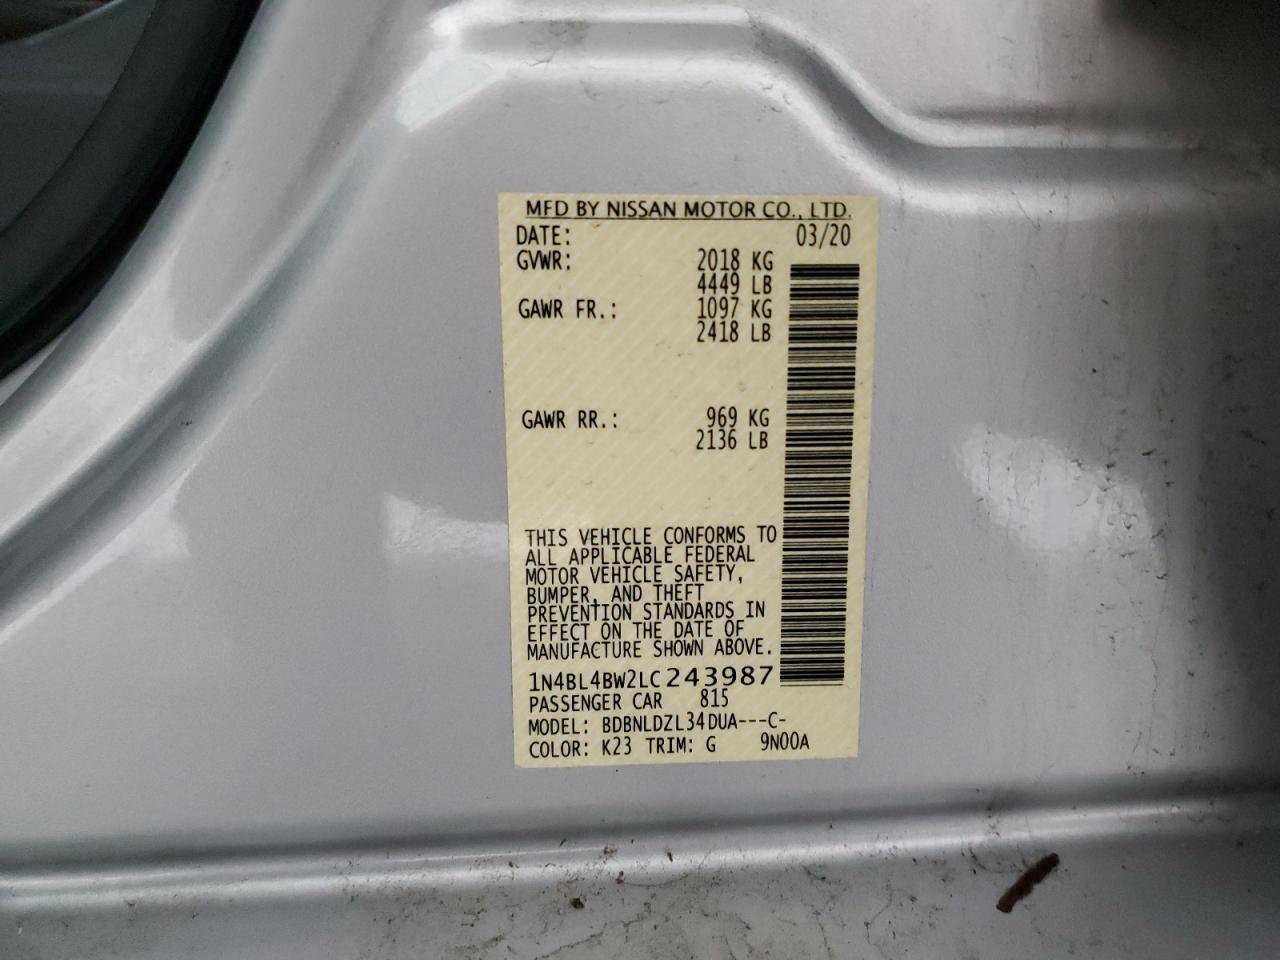 MFD BY NISSAN MOTOR CO., LTD.
DATE: 03/20
GVWR: 2018 KG
4449 LB
GAWR FR.: 1097 KG
2418 LB
GAWR RR.: 969 KG
2136 LB
THIS VEHICLE CONFORMS TO
ALL APPLICABLE FEDERAL
MOTOR VEHICLE SAFETY,
BUMPER, AND THEFT
PREVENTION STANDARDS IN
EFFECT ON THE DATE OF
MANUFACTURE SHOWN ABOVE.
1N4BL4BW2LC243987
PASSENGER CAR 815
MODEL: BDBNLDZL34DUA---C-
COLOR: K23 TRIM: G 9N00A